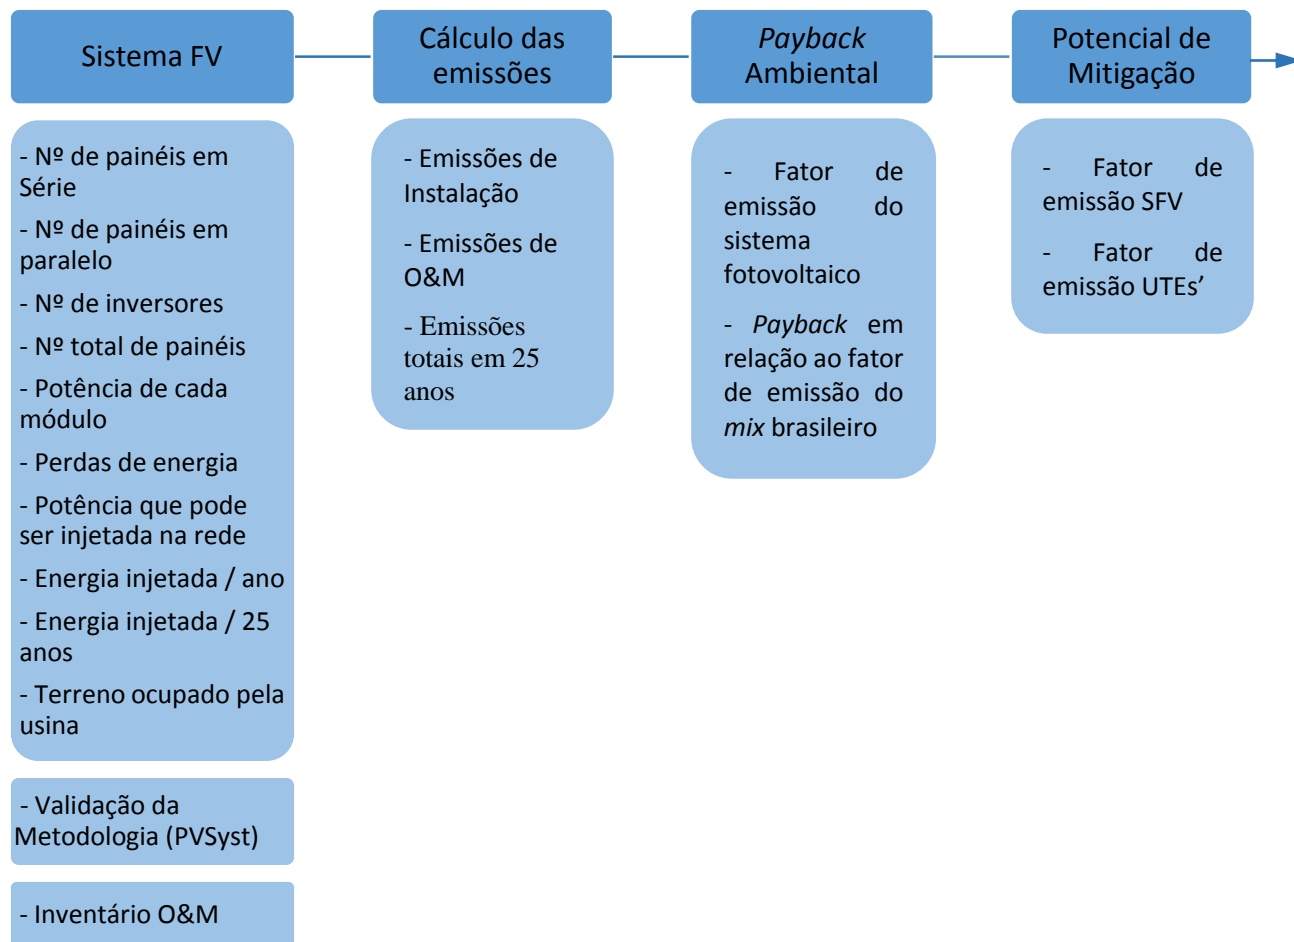 Sistema FV
- Nº de painéis em
Série
- Nº de painéis em
paralelo
- Nº de inversores
- Nº total de painéis
- Potência de cada
módulo
- Perdas de energia
- Potência que pode
ser injetada na rede
- Energia injetada / ano
- Energia injetada / 25
anos
- Terreno ocupado pela
usina
- Validação da
Metodologia (PVSyst)
- Inventário O&M
Cálculo das
emissões
- Emissões de
Instalação
- Emissões de
O&M
- Emissões
totais em 25
anos
Payback
Ambiental
- Fator de
emissão do
sistema
fotovoltaico
- Payback em
relação ao fator
de emissão do
mix brasileiro
Potencial de
Mitigação
- Fator de
emissão SFV
- Fator de
emissão UTEs’